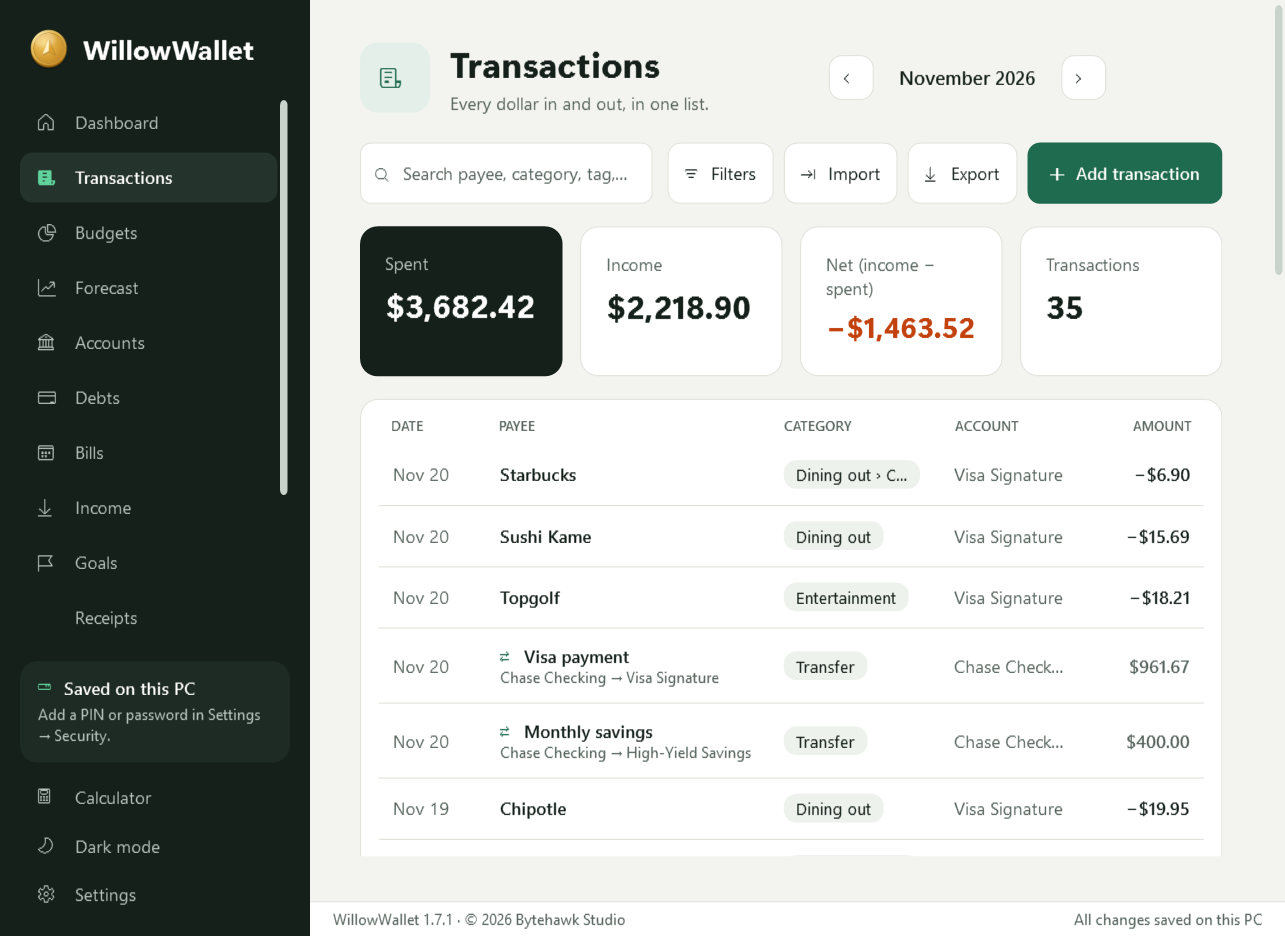 WillowWallet
Dashboard
Transactions
Budgets
Forecast
Accounts
Debts
Bills
Income
Goals
Receipts
Saved on this PC
Add a PIN or password in Settings
→ Security.
Calculator
Dark mode
Settings
Transactions
Every dollar in and out, in one list.
November 2026
Search payee, category, tag,...
Filters
Import
Export
+ Add transaction
Spent
$3,682.42
Income
$2,218.90
Net (income −
spent)
−$1,463.52
Transactions
35
DATE PAYEE CATEGORY ACCOUNT AMOUNT
Nov 20 Starbucks Dining out › C... Visa Signature −$6.90
Nov 20 Sushi Kame Dining out Visa Signature −$15.69
Nov 20 Topgolf Entertainment Visa Signature −$18.21
Nov 20 Visa payment Transfer Chase Check... $961.67
Chase Checking → Visa Signature
Nov 20 Monthly savings Transfer Chase Check... $400.00
Chase Checking → High-Yield Savings
Nov 19 Chipotle Dining out Visa Signature −$19.95
WillowWallet 1.7.1 · © 2026 Bytehawk Studio
All changes saved on this PC